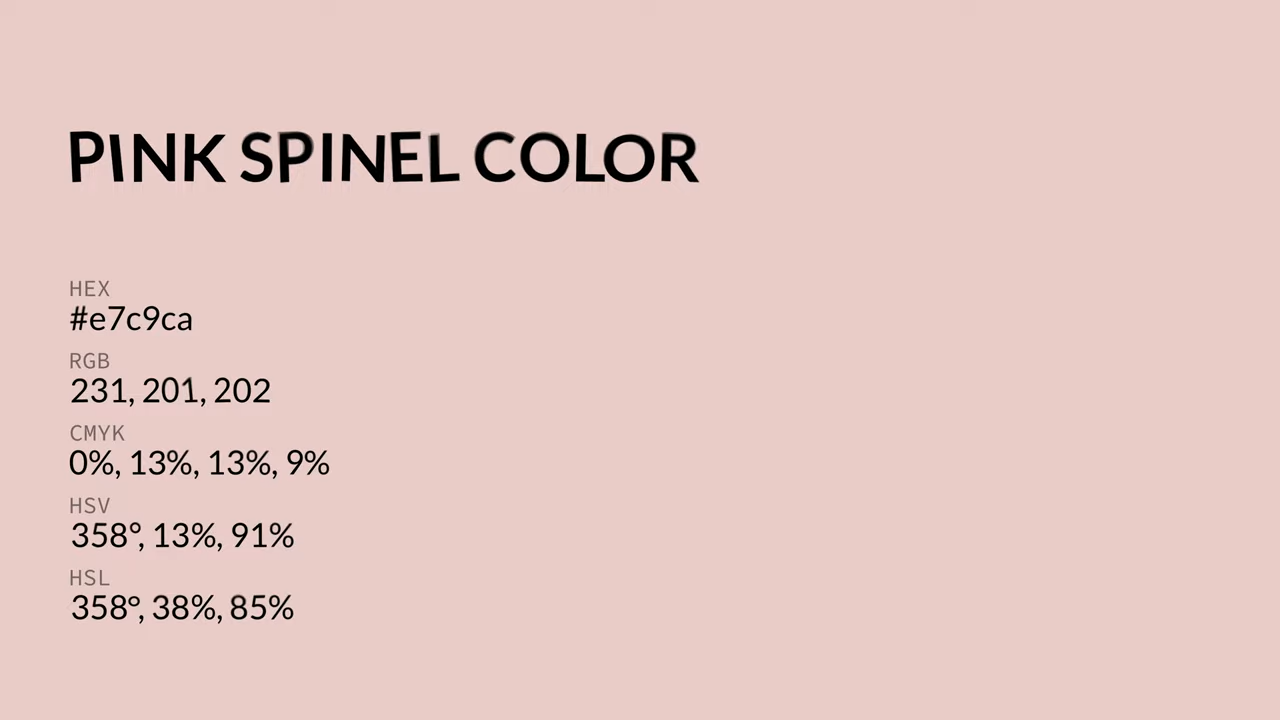 PINK SPINEL COLOR
HEX
#e7c9ca
RGB
231, 201, 202
CMYK
0%, 13%, 13%, 9%
HSV
358°, 13%, 91%
HSL
358°, 38%, 85%